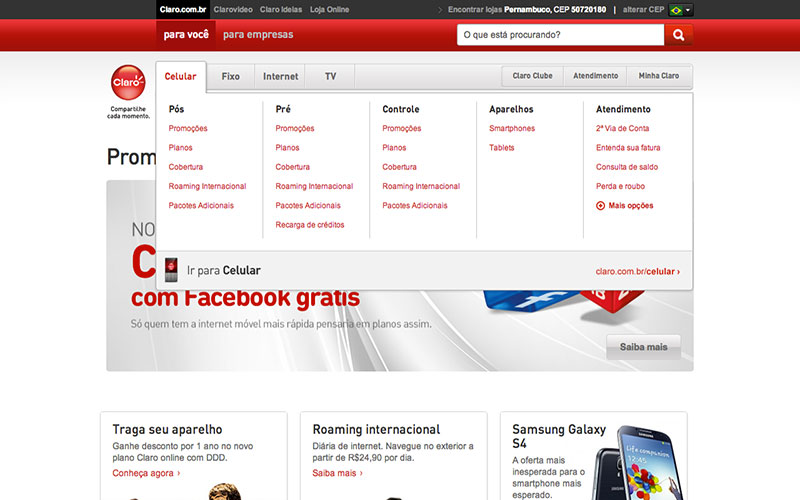 Claro.com.br Clarovideo Claro Ideias Loja Online Encontrar lojas Pernambuco, CEP 50720180 | alterar CEP
para você para empresas O que está procurando?
Claro
Compartilhe
cada momento.
Celular Fixo Internet TV Claro Clube Atendimento Minha Claro
Pós
Promoções
Planos
Cobertura
Roaming Internacional
Pacotes Adicionais
Pré
Promoções
Planos
Cobertura
Roaming Internacional
Pacotes Adicionais
Recarga de créditos
Controle
Promoções
Planos
Cobertura
Roaming Internacional
Pacotes Adicionais
Aparelhos
Smartphones
Tablets
Atendimento
2ª Via de Conta
Entenda sua fatura
Consulta de saldo
Perda e roubo
Mais opções
Ir para Celular claro.com.br/celular ›
Prom
NO
C
com Facebook grátis
Só quem tem a internet móvel mais rápida pensaria em planos assim.
Saiba mais
Traga seu aparelho
Ganhe desconto por 1 ano no novo
plano Claro online com DDD.
Conheça agora ›
Roaming internacional
Diária de internet. Navegue no exterior a
partir de R$24,90 por dia.
Saiba mais ›
Samsung Galaxy
S4
A oferta mais
inesperada para o
smartphone mais
esperado.
Life companion
12:45